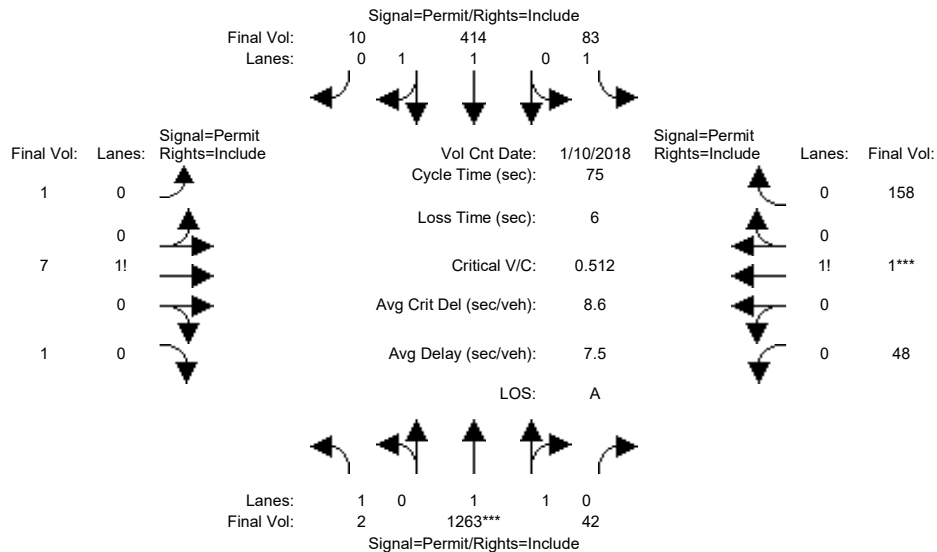 Signal=Permit/Rights=Include
Final Vol: 10 414 83
Lanes: 0 1 1 0 1
Signal=Permit Signal=Permit
Final Vol: Lanes: Rights=Include Vol Cnt Date: 1/10/2018 Rights=Include Lanes: Final Vol:
Cycle Time (sec): 75
1 0 0 158
Loss Time (sec): 6
0 0
7 1! Critical V/C: 0.512 1! 1***
0 Avg Crit Del (sec/veh): 8.6 0
1 0 Avg Delay (sec/veh): 7.5 0 48
LOS: A
Lanes: 1 0 1 1 0
Final Vol: 2 1263*** 42
Signal=Permit/Rights=Include